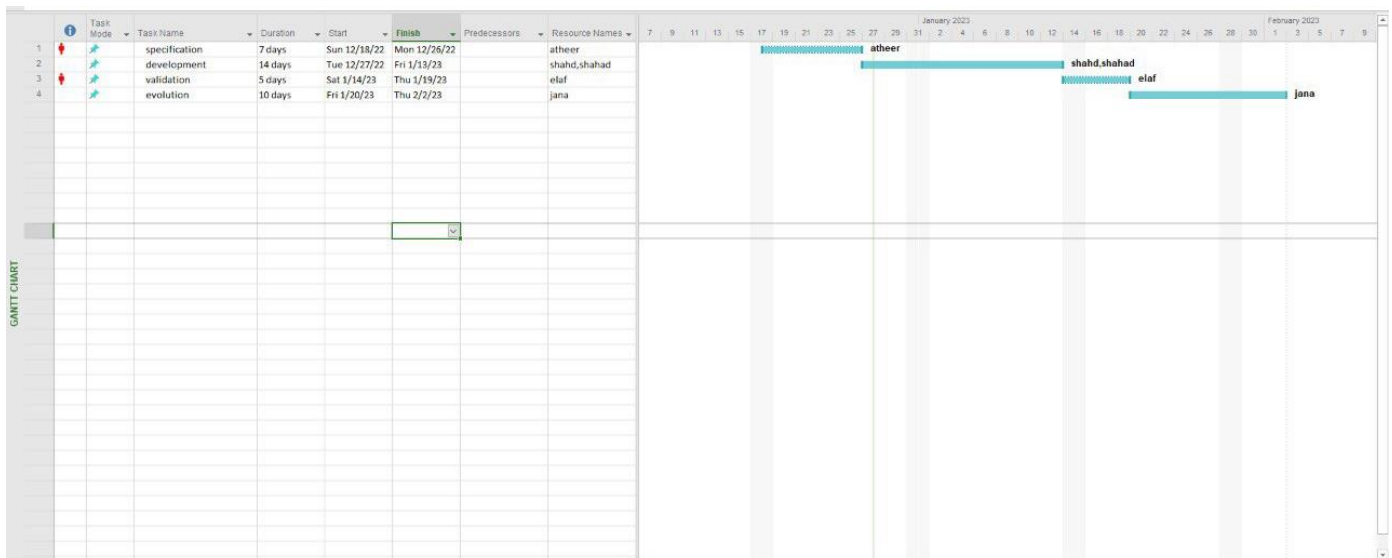 January 2023 February 2023
Task Mode Task Name Duration Start Finish Predecessors Resource Names 7 9 11 13 15 17 19 21 23 25 27 29 31 2 4 6 8 10 12 14 16 18 20 22 24 26 28 30 1 3 5 7 9
1 specification 7 days Sun 12/18/22 Mon 12/26/22 atheer atheer
2 development 14 days Tue 12/27/22 Fri 1/13/23 shahd,shahad shahd,shahad
3 validation 5 days Sat 1/14/23 Thu 1/19/23 elaf elaf
4 evolution 10 days Fri 1/20/23 Thu 2/2/23 jana jana
GANTT CHART